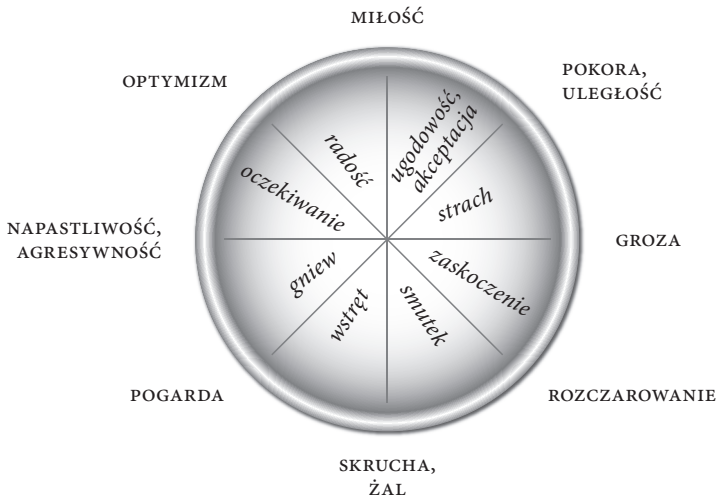 MIŁOŚĆ
OPTYMIZM
POKORA,
ULEGŁOŚĆ
ugodowość,
akceptacja
radość
oczekiwanie
strach
NAPASTLIWOŚĆ,
AGRESYWNOŚĆ
GROZA
gniew
zaskoczenie
wstręt
smutek
POGARDA
ROZCZAROWANIE
SKRUCHA,
ŻAL